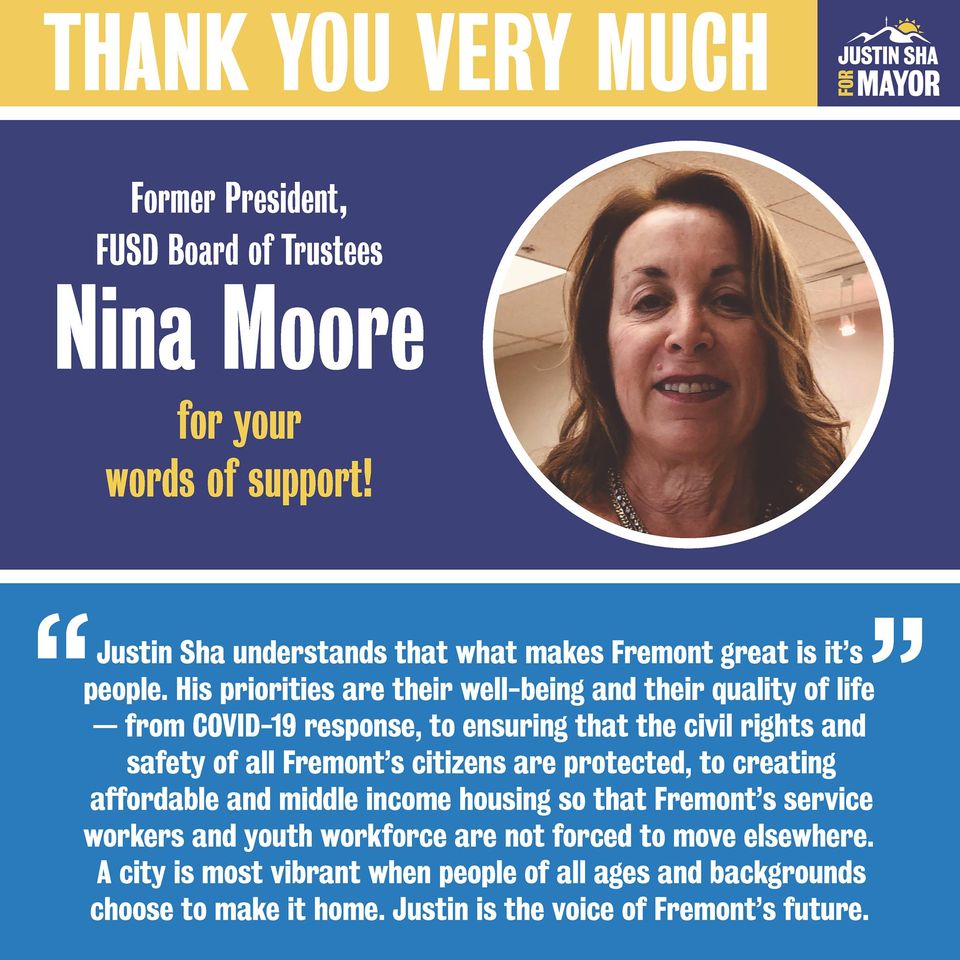 THANK YOU VERY MUCH
JUSTIN SHA
FOR MAYOR
Former President,
FUSD Board of Trustees
Nina Moore
for your
words of support!
“Justin Sha understands that what makes Fremont great is it’s”
people. His priorities are their well-being and their quality of life
— from COVID-19 response, to ensuring that the civil rights and
safety of all Fremont’s citizens are protected, to creating
affordable and middle income housing so that Fremont’s service
workers and youth workforce are not forced to move elsewhere.
A city is most vibrant when people of all ages and backgrounds
choose to make it home. Justin is the voice of Fremont’s future.